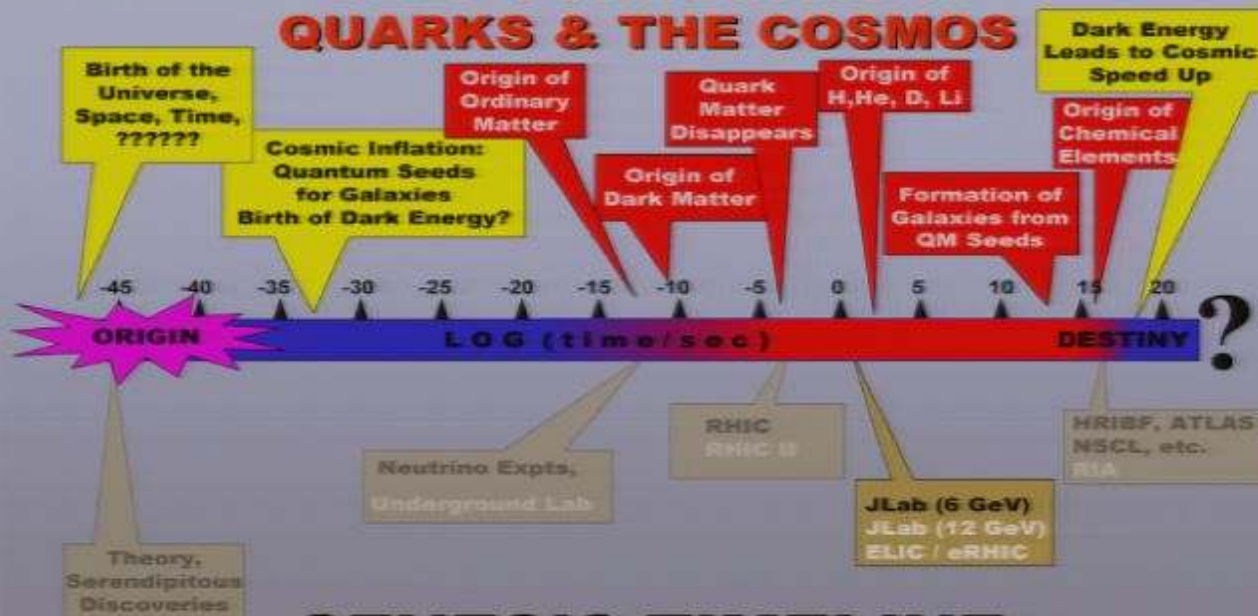 QUARKS & THE COSMOS
Birth of the
Universe,
Space, Time,
??????
Cosmic Inflation:
Quantum Seeds
for Galaxies
Birth of Dark Energy?
Origin of
Ordinary
Matter
Origin of
Dark Matter
Quark
Matter
Disappears
Origin of
H,He, D, Li
Formation of
Galaxies from
QM Seeds
Origin of
Chemical
Elements
Dark Energy
Leads to Cosmic
Speed Up
-45 -40 -35 -30 -25 -20 -15 -10 -5 0 5 10 15 20
ORIGIN LOG (time/sec) DESTINY ?
Neutrino Expts,
Underground Lab
RHIC
RHIC II
JLab (6 GeV)
JLab (12 GeV)
ELIC / eRHIC
HRIBF, ATLAS
NSCL, etc.
RIA
Theory,
Serendipitous
Discoveries